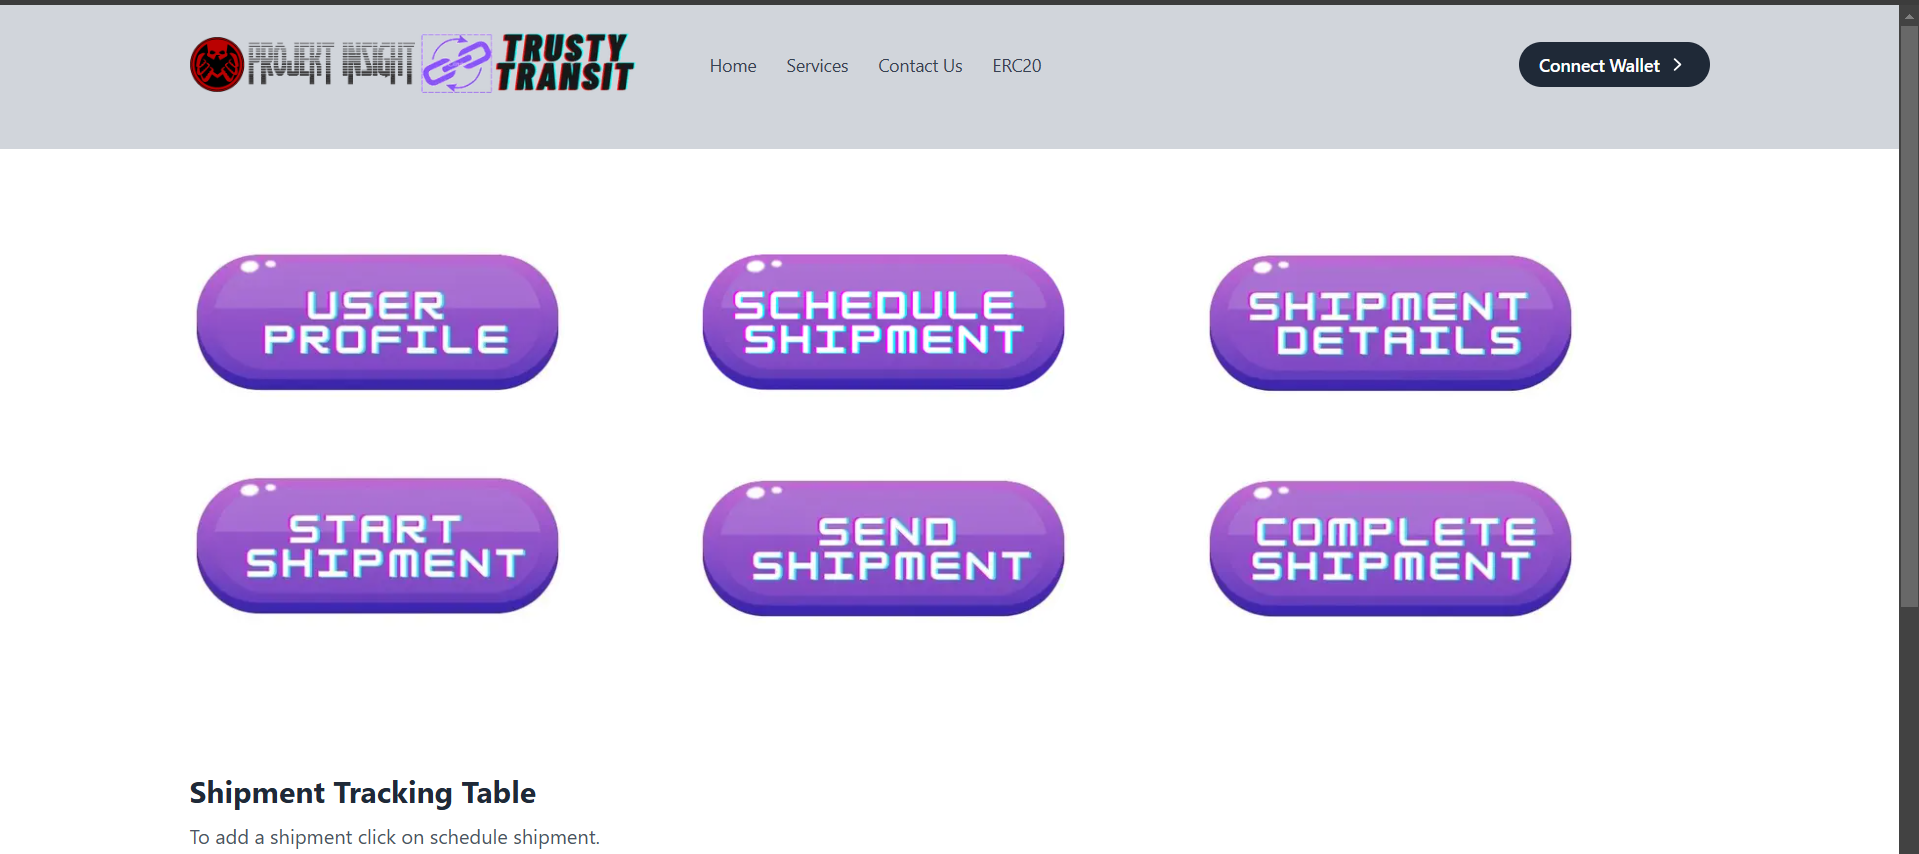 PROJEKT INSIGHT
TRUSTY
TRANSIT
Home Services Contact Us ERC20
Connect Wallet
USER
PROFILE
SCHEDULE
SHIPMENT
SHIPMENT
DETAILS
START
SHIPMENT
SEND
SHIPMENT
COMPLETE
SHIPMENT
Shipment Tracking Table
To add a shipment click on schedule shipment.